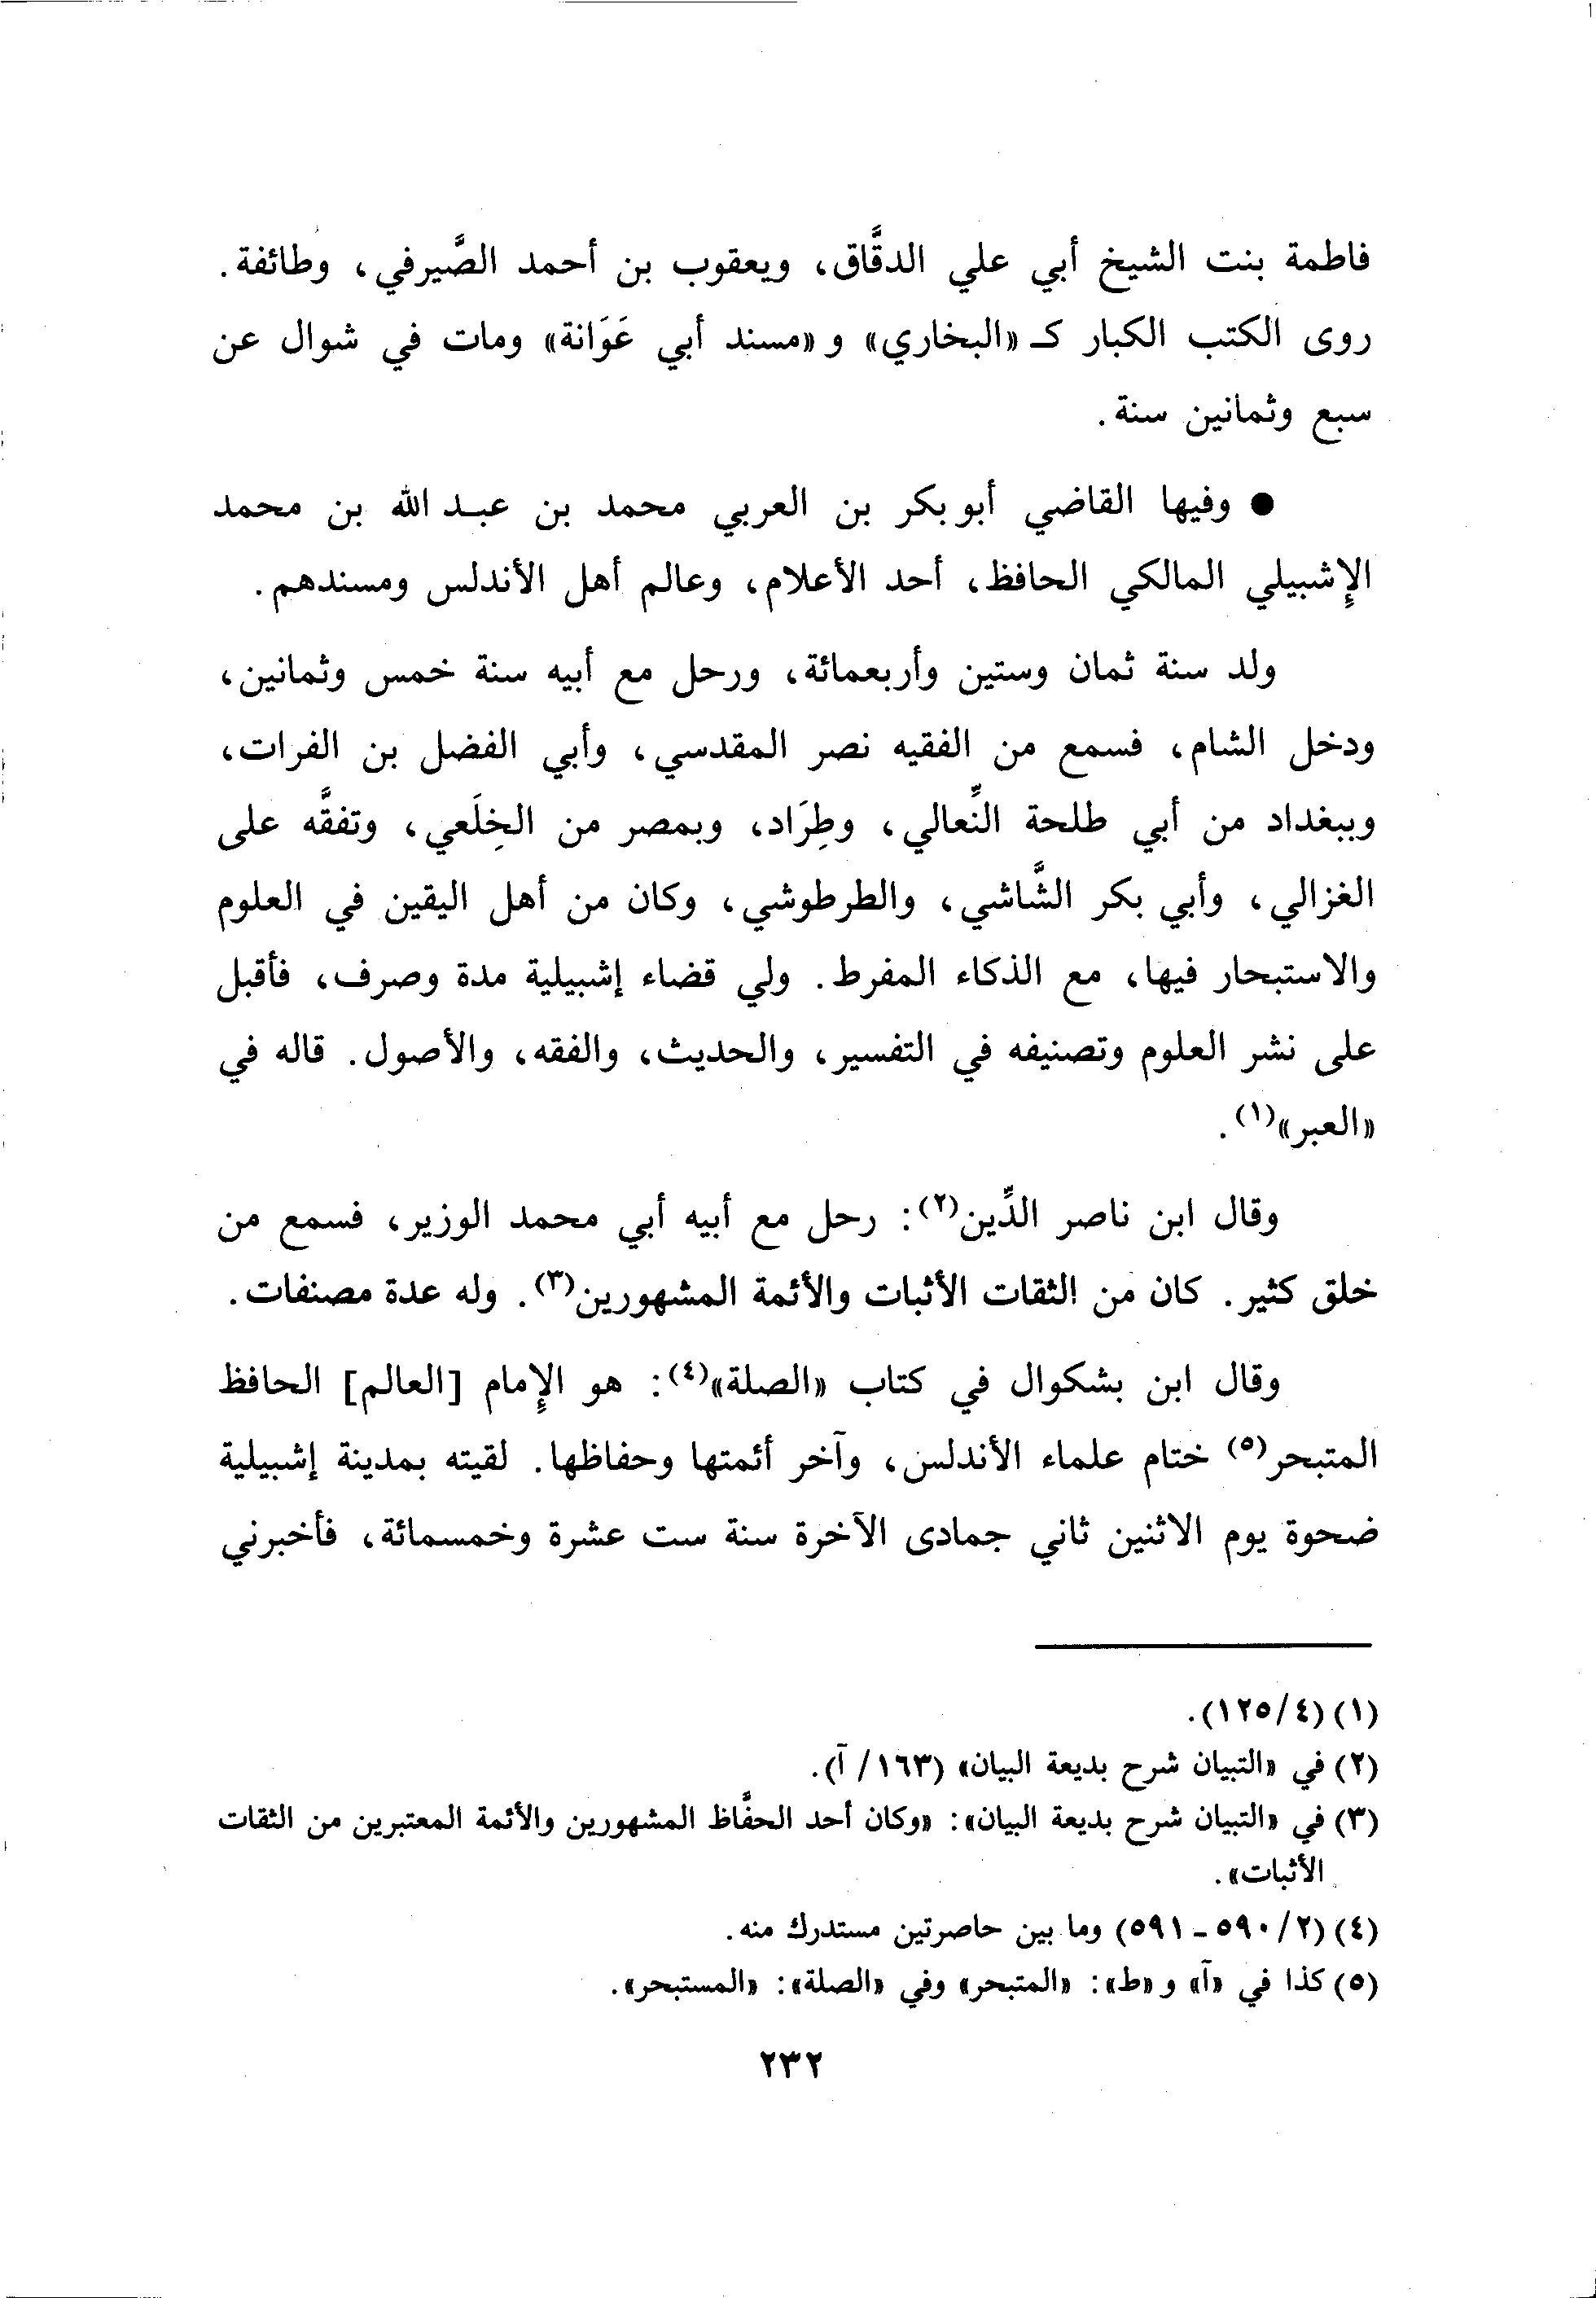 فاطمة بنت الشيخ أبي علي الدقَّاق، ويعقوب بن أحمد الصَّيرفي، وطائفة.
روى الكتب الكبار كـ «البخاري» و «مسند أبي عَوَانة» ومات في شوال عن
سبع وثمانين سنة.
● وفيها القاضي أبو بكر بن العربي محمد بن عبد الله بن محمد
الإِشبيلي المالكي الحافظ، أحد الأعلام، وعالم أهل الأندلس ومسندهم.
ولد سنة ثمان وستين وأربعمائة، ورحل مع أبيه سنة خمس وثمانين،
ودخل الشام، فسمع من الفقيه نصر المقدسي، وأبي الفضل بن الفرات،
وببغداد من أبي طلحة النِّعالي، وطِرَاد، وبمصر من الخِلَعي، وتفقَّه على
الغزالي، وأبي بكر الشَّاشي، والطرطوشي، وكان من أهل اليقين في العلوم
والاستبحار فيها، مع الذكاء المفرط. ولي قضاء إشبيلية مدة وصرف، فأقبل
على نشر العلوم وتصنيفه في التفسير، والحديث، والفقه، والأصول. قاله في
«العبر»(١).
وقال ابن ناصر الدِّين(٢): رحل مع أبيه أبي محمد الوزير، فسمع من
خلق كثير. كان من الثقات الأثبات والأئمة المشهورين(٣). وله عدة مصنفات.
وقال ابن بشكوال في كتاب «الصلة»(٤): هو الإِمام [العالم] الحافظ
المتبحر(٥) ختام علماء الأندلس، وآخر أئمتها وحفاظها. لقيته بمدينة إشبيلية
ضحوة يوم الاثنين ثاني جمادى الآخرة سنة ست عشرة وخمسمائة، فأخبرني
(١) (٤/١٢٥).
(٢) في «التبيان شرح بديعة البيان» (١٦٣/ آ).
(٣) في «التبيان شرح بديعة البيان»: «وكان أحد الحفَّاظ المشهورين والأئمة المعتبرين من الثقات
الأثبات».
(٤) (٢/٥٩٠ - ٥٩١) وما بين حاصرتين مستدرك منه.
(٥) كذا في «آ» و «ط»: «المتبحر» وفي «الصلة»: «المستبحر».
٢٣٢